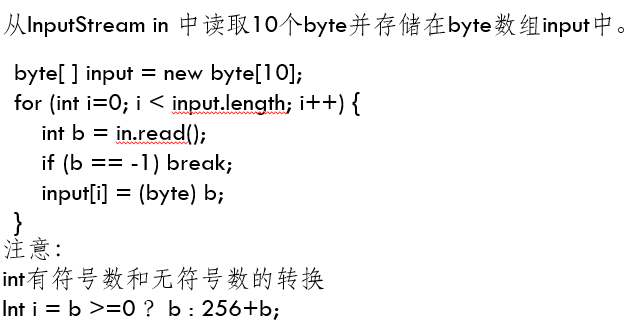 从InputStream in 中读取10个byte并存储在byte数组input中。
byte[ ] input = new byte[10];
for (int i=0; i < input.length; i++) {
int b = in.read();
if (b == -1) break;
input[i] = (byte) b;
}
注意：
int有符号数和无符号数的转换
Int i = b >=0 ? b : 256+b;